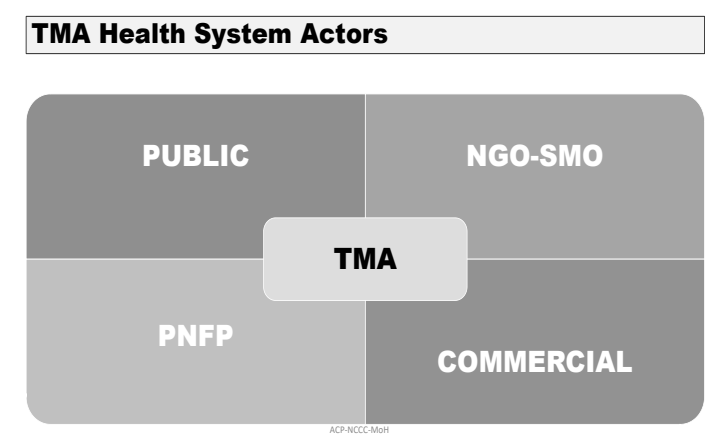 TMA Health System Actors
PUBLIC
NGO-SMO
TMA
PNFP
COMMERCIAL
ACP-NCCC-MoH